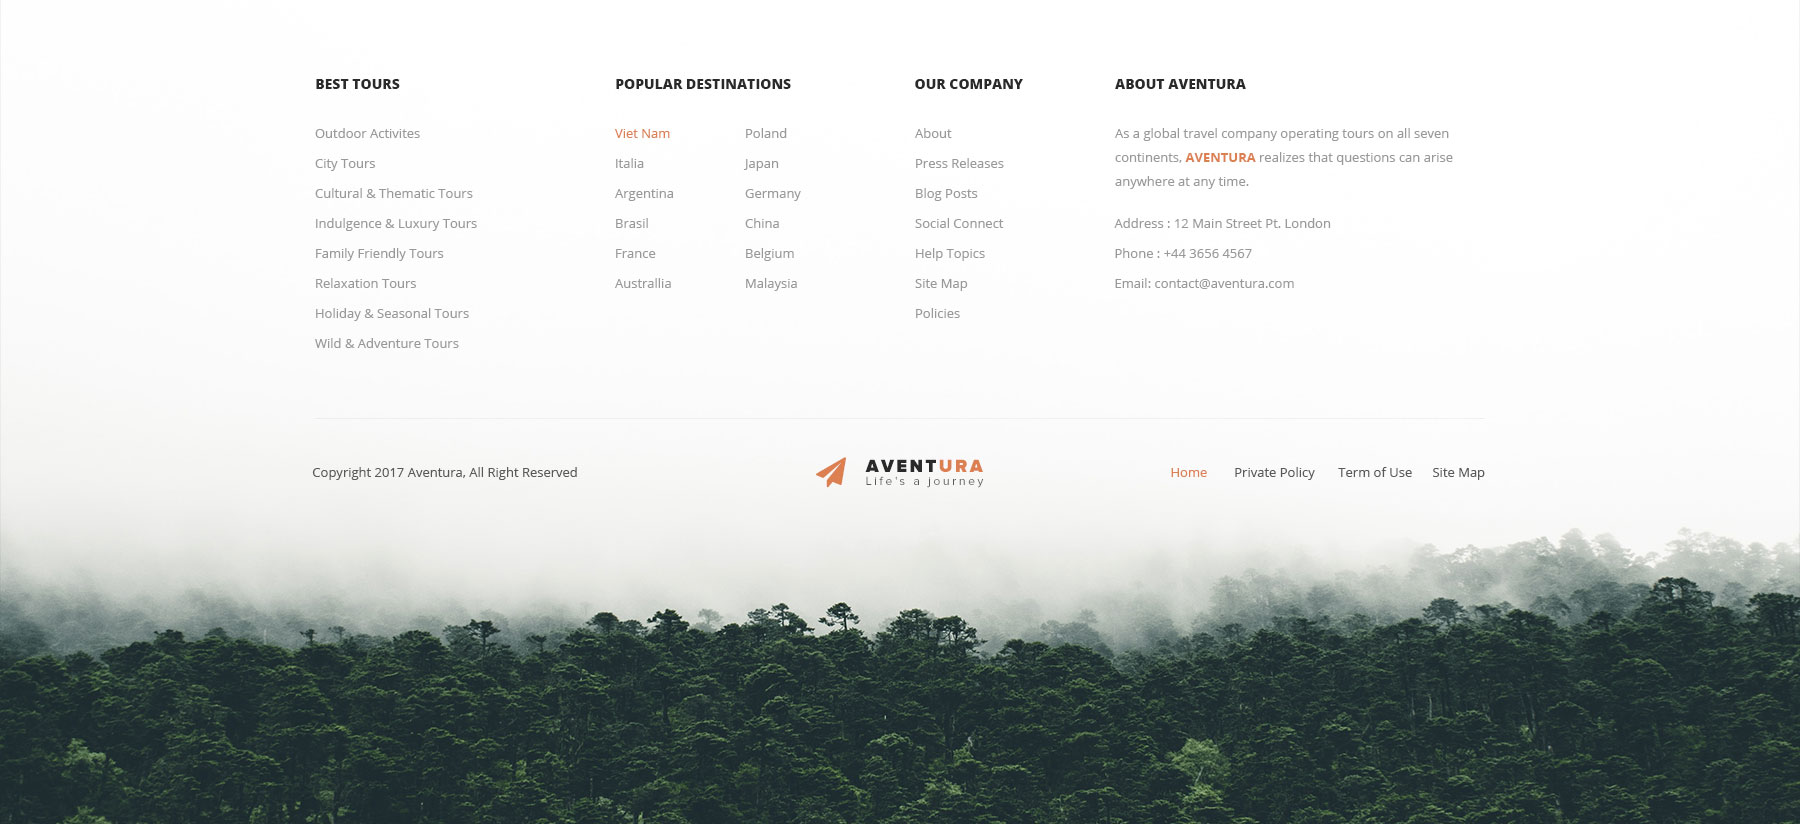 BEST TOURS
Outdoor Activites
City Tours
Cultural & Thematic Tours
Indulgence & Luxury Tours
Family Friendly Tours
Relaxation Tours
Holiday & Seasonal Tours
Wild & Adventure Tours
POPULAR DESTINATIONS
Viet Nam
Italia
Argentina
Brasil
France
Australlia
Poland
Japan
Germany
China
Belgium
Malaysia
OUR COMPANY
About
Press Releases
Blog Posts
Social Connect
Help Topics
Site Map
Policies
ABOUT AVENTURA
As a global travel company operating tours on all seven
continents, AVENTURA realizes that questions can arise
anywhere at any time.
Address : 12 Main Street Pt. London
Phone : +44 3656 4567
Email: contact@aventura.com
Copyright 2017 Aventura, All Right Reserved
AVENTURA
Life's a journey
Home Private Policy Term of Use Site Map